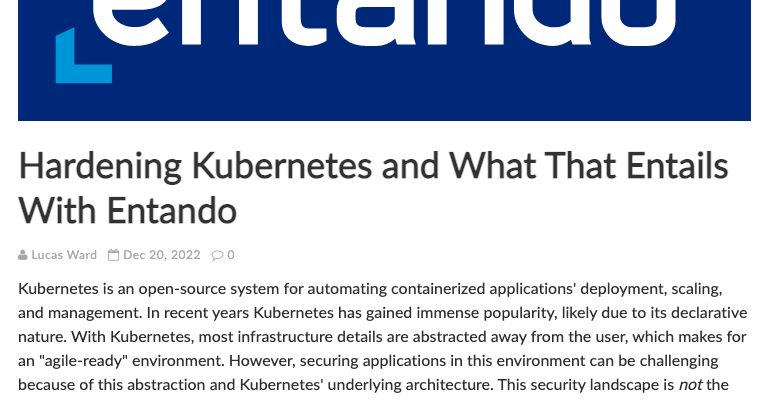 entando
Hardening Kubernetes and What That Entails
With Entando
Lucas Ward Dec 20, 2022 0
Kubernetes is an open-source system for automating containerized applications' deployment, scaling,
and management. In recent years Kubernetes has gained immense popularity, likely due to its declarative
nature. With Kubernetes, most infrastructure details are abstracted away from the user, which makes for
an "agile-ready" environment. However, securing applications in this environment can be challenging
because of this abstraction and Kubernetes' underlying architecture. This security landscape is not the